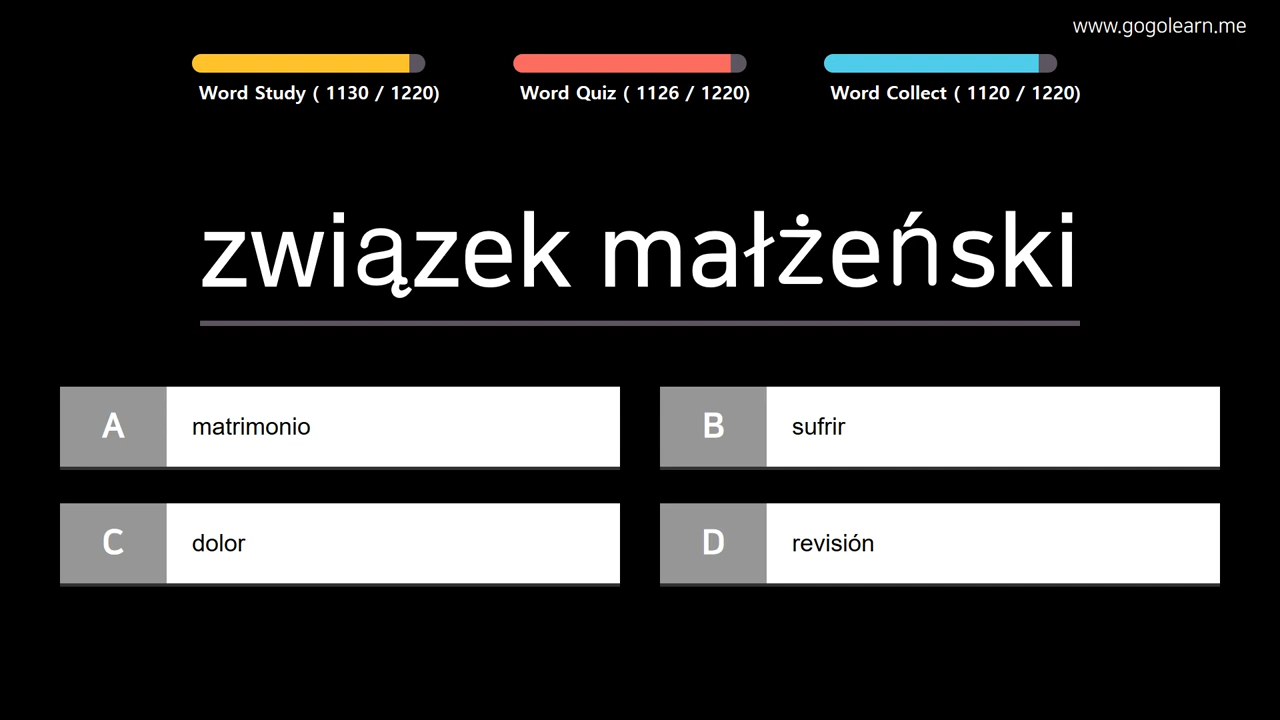 www.gogolearn.me
Word Study ( 1130 / 1220)
Word Quiz ( 1126 / 1220)
Word Collect ( 1120 / 1220)
związek małżeński
A matrimonio
B sufrir
C dolor
D revisión